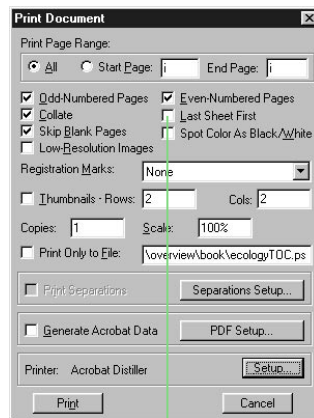 Print Document
Print Page Range:
All Start Page: i End Page: i
Odd-Numbered Pages Even-Numbered Pages
Collate Last Sheet First
Skip Blank Pages Spot Color As Black/White
Low-Resolution Images
Registration Marks: None
Thumbnails - Rows: 2 Cols: 2
Copies: 1 Scale: 100%
Print Only to File: \overview\book\ecologyTOC.ps
Print Separations Separations Setup...
Generate Acrobat Data PDF Setup...
Printer: Acrobat Distiller Setup...
Print Cancel